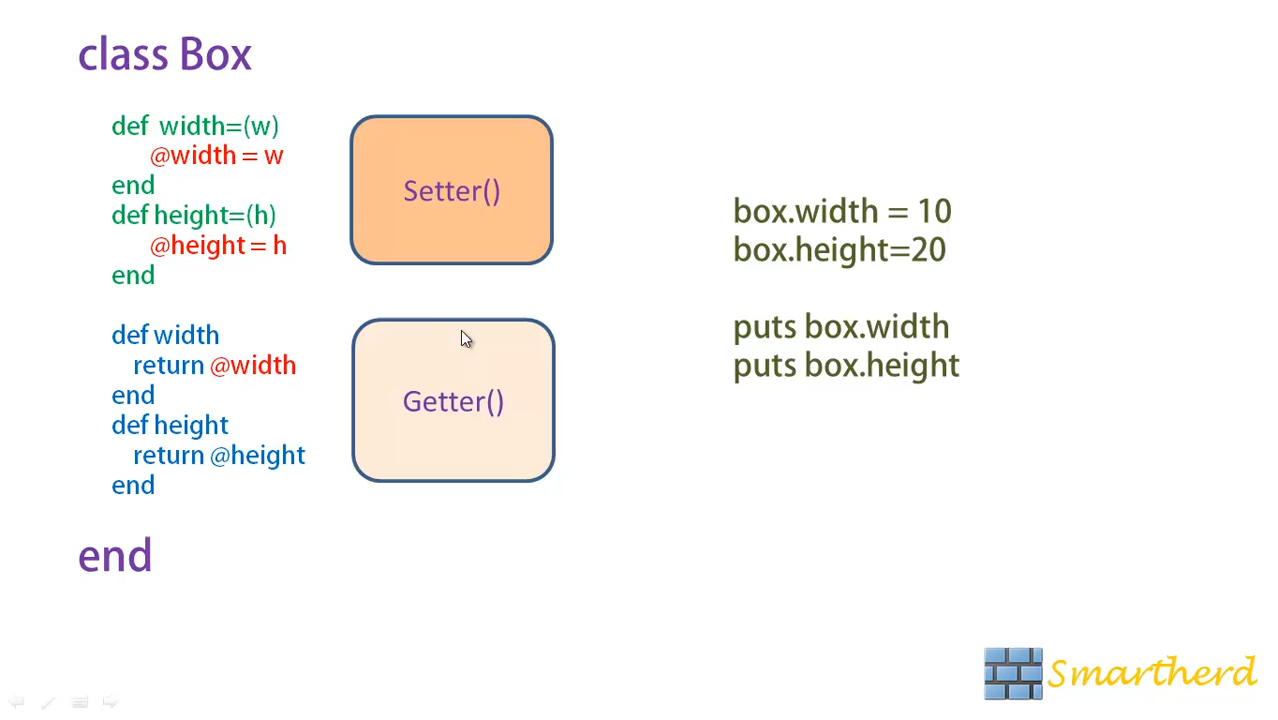 class Box
def  width=(w)
@width = w
end
def height=(h)
@height = h
end
def width
return @width
end
def height
return @height
end
end
Setter()
Getter()
box.width = 10
box.height=20
puts box.width
puts box.height
Smartherd